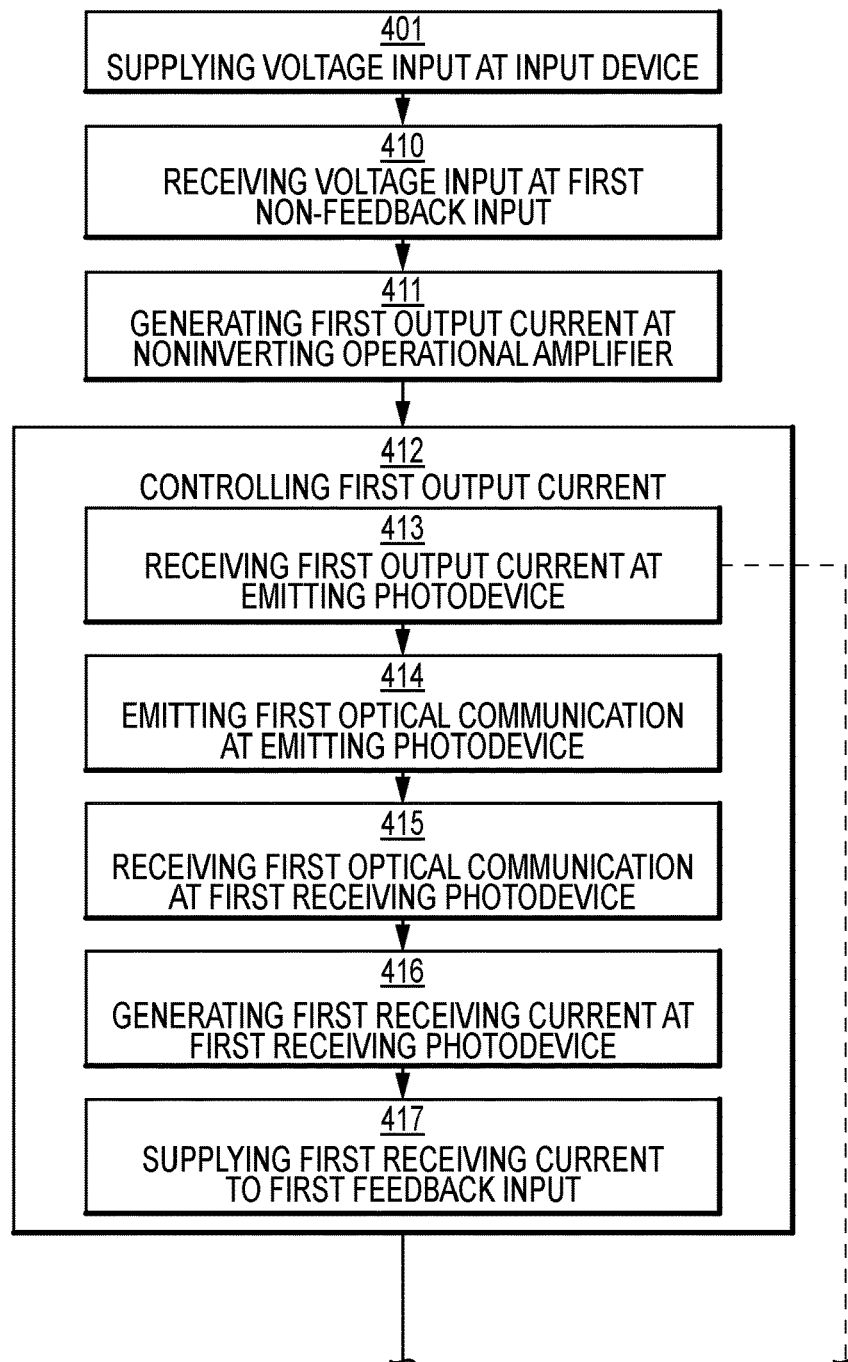 401
SUPPLYING VOLTAGE INPUT AT INPUT DEVICE
410
RECEIVING VOLTAGE INPUT AT FIRST
NON-FEEDBACK INPUT
411
GENERATING FIRST OUTPUT CURRENT AT
NONINVERTING OPERATIONAL AMPLIFIER
412
CONTROLLING FIRST OUTPUT CURRENT
413
RECEIVING FIRST OUTPUT CURRENT AT
EMITTING PHOTODEVICE
414
EMITTING FIRST OPTICAL COMMUNICATION
AT EMITTING PHOTODEVICE
415
RECEIVING FIRST OPTICAL COMMUNICATION
AT FIRST RECEIVING PHOTODEVICE
416
GENERATING FIRST RECEIVING CURRENT AT
FIRST RECEIVING PHOTODEVICE
417
SUPPLYING FIRST RECEIVING CURRENT
TO FIRST FEEDBACK INPUT